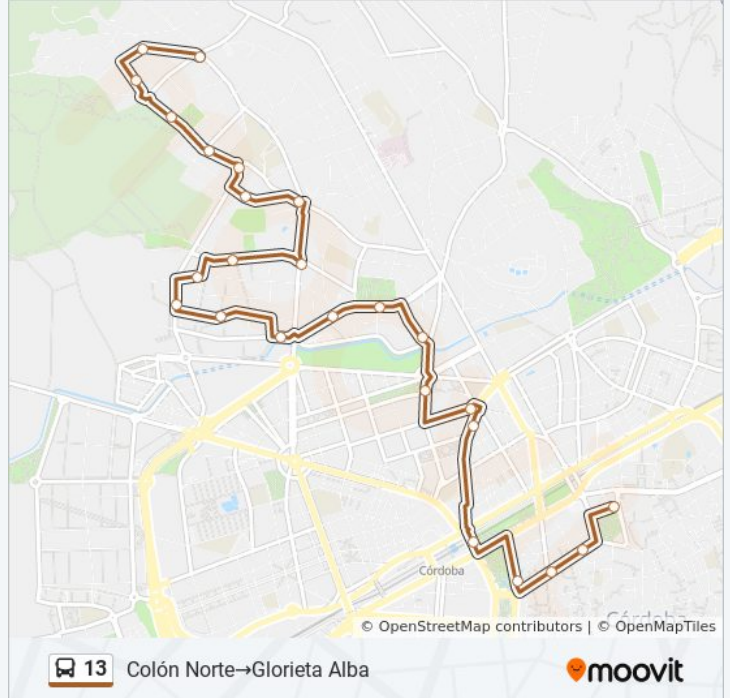 Córdoba
Córdoba
© OpenStreetMap contributors | © OpenMapTiles
13 Colón Norte→Glorieta Alba
moovit